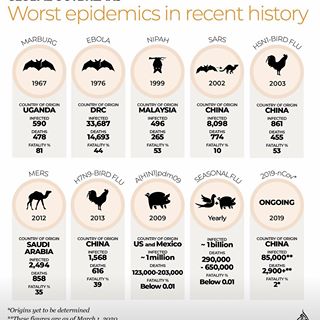 Worst epidemics in recent history
MARBURG EBOLA NIPAH SARS H5N1-BIRD FLU
1967 1976 1999 2002 2003
COUNTRY OF ORIGIN COUNTRY OF ORIGIN COUNTRY OF ORIGIN COUNTRY OF ORIGIN COUNTRY OF ORIGIN
UGANDA DRC MALAYSIA CHINA CHINA
INFECTED INFECTED INFECTED INFECTED INFECTED
590 33,687 496 8,098 861
DEATHS DEATHS DEATHS DEATHS DEATHS
478 14,693 265 774 455
FATALITY % FATALITY % FATALITY % FATALITY % FATALITY %
81 44 53 10 53
MERS H7N9-BIRD FLU A(H1N1)pdm09 SEASONAL FLU 2019-nCov*
ONGOING
2012 2013 2009 Yearly 2019
COUNTRY OF ORIGIN COUNTRY OF ORIGIN COUNTRY OF ORIGIN INFECTED COUNTRY OF ORIGIN
SAUDI CHINA US and Mexico ~1billion CHINA
ARABIA
INFECTED INFECTED INFECTED DEATHS INFECTED
2,494 1,568 ~1million 290,000 85,000**
- 650,000
DEATHS DEATHS DEATHS DEATHS
858 616 123,000-203,000 2,900+**
FATALITY % FATALITY % FATALITY % FATALITY % FATALITY %
35 39 Below 0.01 Below 0.01 2*
*Origins yet to be determined
**These figures are as of March 1, 2020